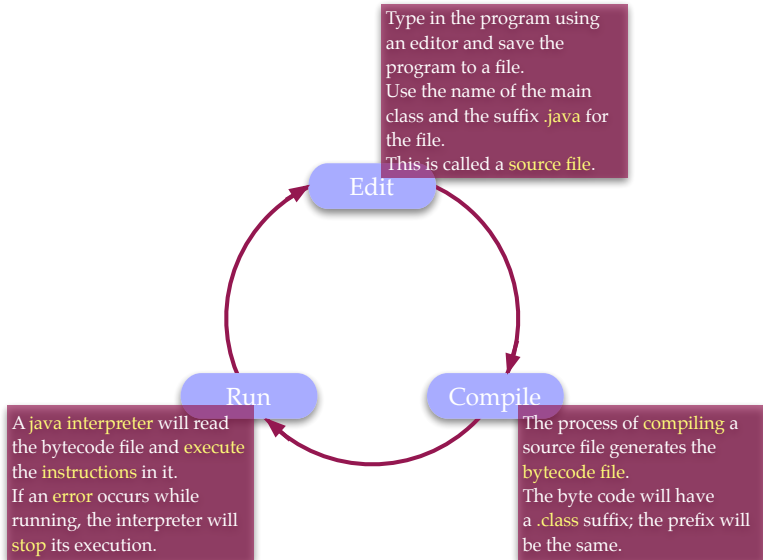 Type in the program using
an editor and save the
program to a file.
Use the name of the main
class and the suffix .java for
the file.
This is called a source file.
Edit
Run
Compile
A java interpreter will read
the bytecode file and execute
the instructions in it.
If an error occurs while
running, the interpreter will
stop its execution.
The process of compiling a
source file generates the
bytecode file.
The byte code will have
a .class suffix; the prefix will
be the same.